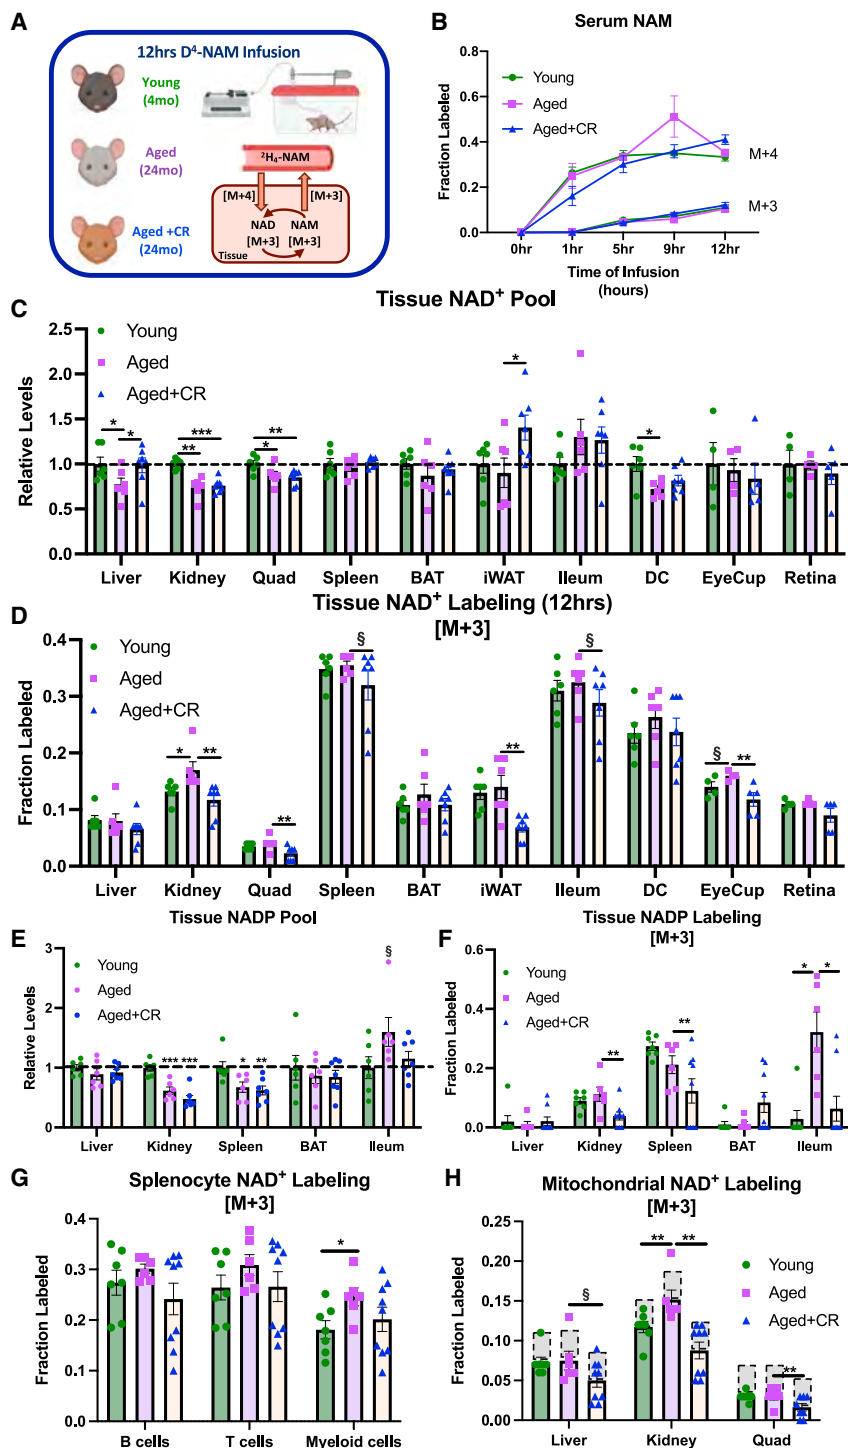 A
12hrs D⁴-NAM Infusion
Young
(4mo)
Aged
(24mo)
Aged +CR
(24mo)
²H₄-NAM
[M+4]
[M+3]
NAD
NAM
[M+3]
[M+3]
Tissue
B
Serum NAM
Fraction Labeled
0.8
0.6
0.4
0.2
0.0
Young
Aged
Aged+CR
M+4
M+3
0hr 1hr 5hr 9hr 12hr
Time of Infusion
(hours)
C
Tissue NAD⁺ Pool
Relative Levels
2.5
2.0
1.5
1.0
0.5
0.0
Young
Aged
Aged+CR
* * ** *** * ** * *
Liver Kidney Quad Spleen BAT iWAT Ileum DC EyeCup Retina
D
Tissue NAD⁺ Labeling (12hrs)
[M+3]
Fraction Labeled
0.4
0.3
0.2
0.1
0.0
Young
Aged
Aged+CR
* ** ** § ** § § **
Liver Kidney Quad Spleen BAT iWAT Ileum DC EyeCup Retina
E
Tissue NADP Pool
Relative Levels
3
2
1
0
Young
Aged
Aged+CR
*** *** * ** §
Liver Kidney Spleen BAT Ileum
F
Tissue NADP Labeling
[M+3]
Fraction Labeled
0.6
0.4
0.2
0.0
Young
Aged
Aged+CR
** ** * *
Liver Kidney Spleen BAT Ileum
G
Splenocyte NAD⁺ Labeling
[M+3]
Fraction Labeled
0.4
0.3
0.2
0.1
0.0
*
B cells T cells Myeloid cells
H
Mitochondrial NAD⁺ Labeling
[M+3]
Fraction Labeled
0.25
0.20
0.15
0.10
0.05
0.00
Young
Aged
Aged+CR
§ ** ** **
Liver Kidney Quad